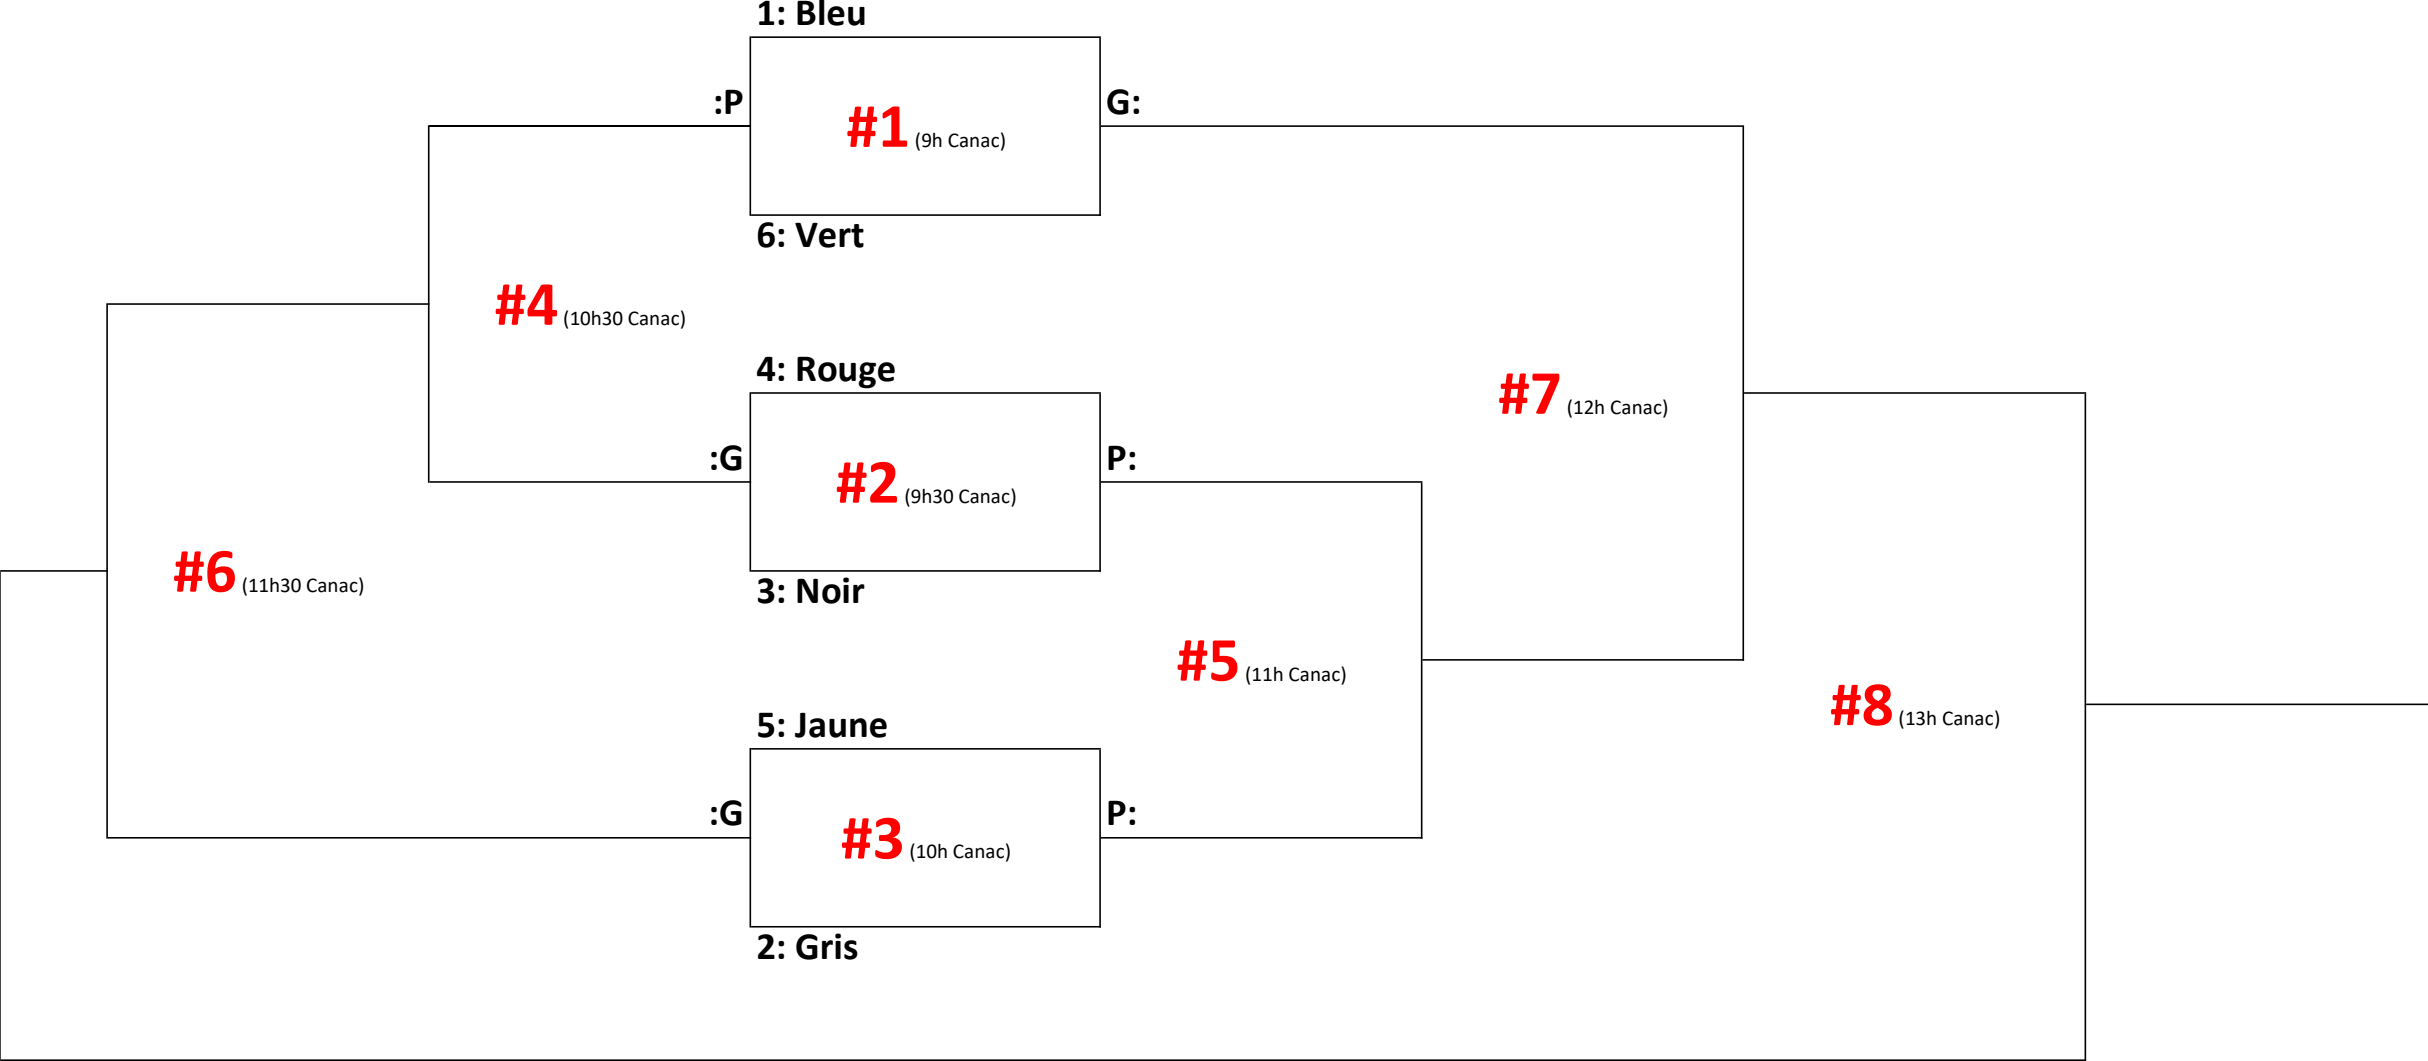 1: Bleu
:P
#1 (9h Canac)
G:
6: Vert
#4 (10h30 Canac)
4: Rouge
#7 (12h Canac)
:G
#2 (9h30 Canac)
P:
#6 (11h30 Canac)
3: Noir
#5 (11h Canac)
#8 (13h Canac)
5: Jaune
:G
#3 (10h Canac)
P:
2: Gris